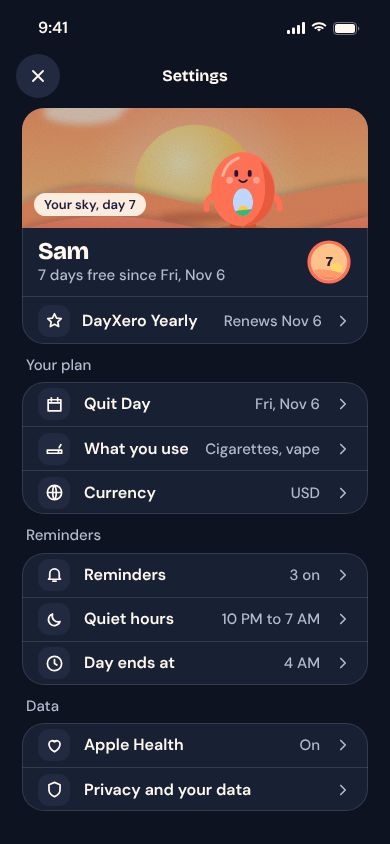 9:41
Settings
Your sky, day 7
Sam
7 days free since Fri, Nov 6
7
DayXero Yearly Renews Nov 6
Your plan
Quit Day Fri, Nov 6
What you use Cigarettes, vape
Currency USD
Reminders
Reminders 3 on
Quiet hours 10 PM to 7 AM
Day ends at 4 AM
Data
Apple Health On
Privacy and your data